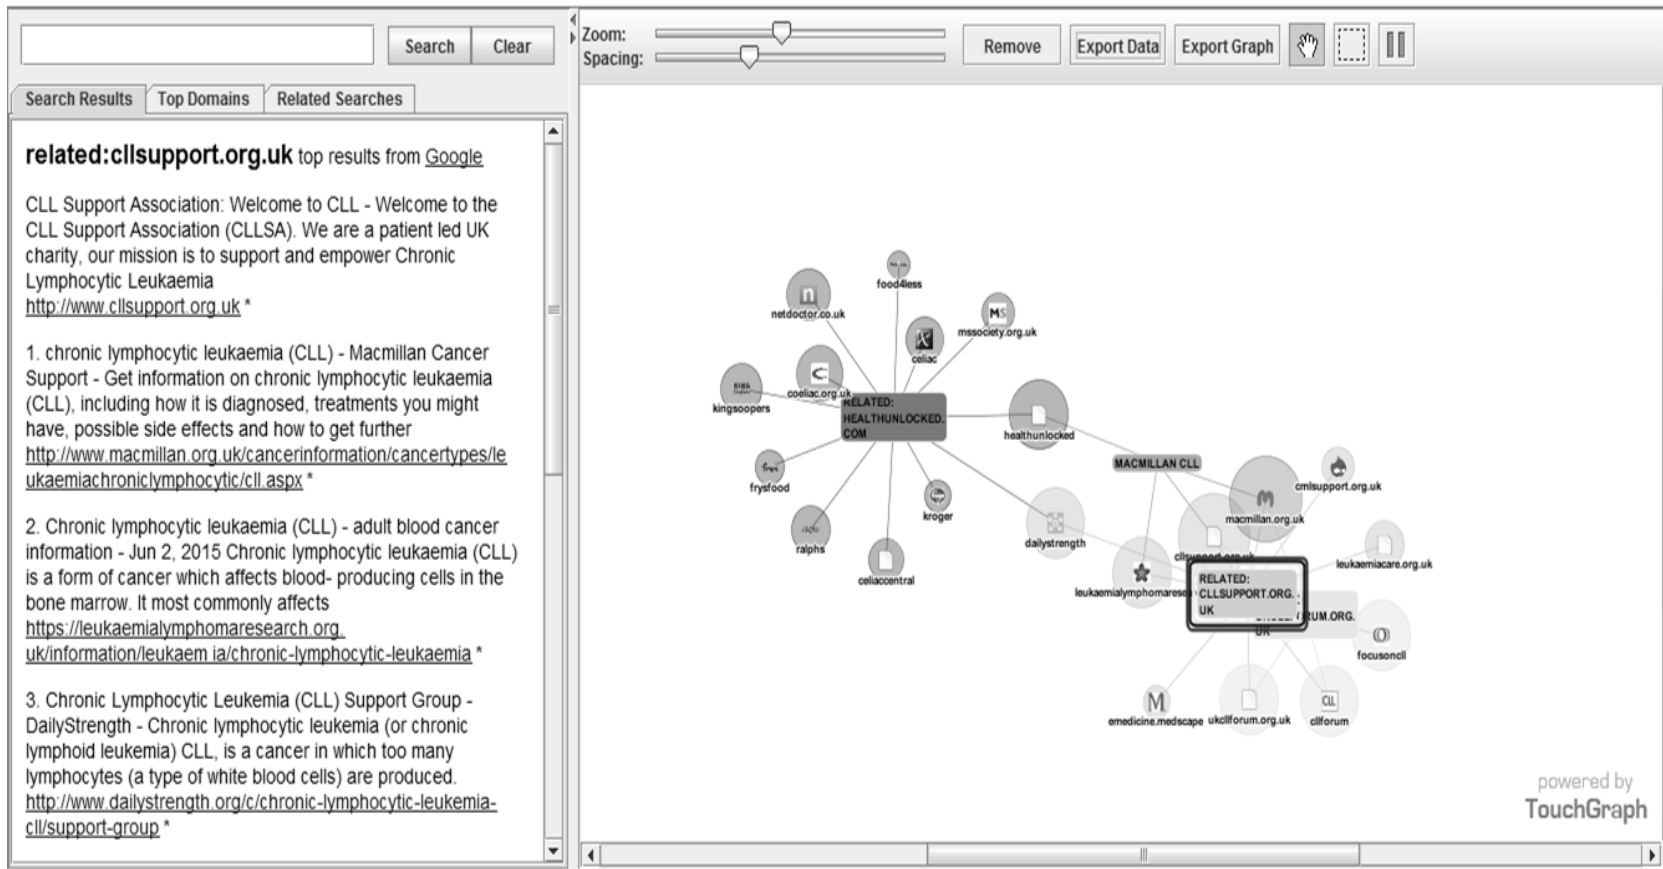 Search
Clear
Zoom:
Spacing:
Remove
Export Data
Export Graph
Search Results
Top Domains
Related Searches
related:cllsupport.org.uk top results from Google
CLL Support Association: Welcome to CLL - Welcome to the
CLL Support Association (CLLSA). We are a patient led UK
charity, our mission is to support and empower Chronic
Lymphocytic Leukaemia
http://www.cllsupport.org.uk *
1. chronic lymphocytic leukaemia (CLL) - Macmillan Cancer
Support - Get information on chronic lymphocytic leukaemia
(CLL), including how it is diagnosed, treatments you might
have, possible side effects and how to get further
http://www.macmillan.org.uk/cancerinformation/cancertypes/le
ukaemiachroniclymphocytic/cll.aspx *
2. Chronic lymphocytic leukaemia (CLL) - adult blood cancer
information - Jun 2, 2015 Chronic lymphocytic leukaemia (CLL)
is a form of cancer which affects blood- producing cells in the
bone marrow. It most commonly affects
https://leukaemialymphomaresearch.org.
uk/information/leukaem ia/chronic-lymphocytic-leukaemia *
3. Chronic Lymphocytic Leukemia (CLL) Support Group -
DailyStrength - Chronic lymphocytic leukemia (or chronic
lymphoid leukemia) CLL, is a cancer in which too many
lymphocytes (a type of white blood cells) are produced.
http://www.dailystrength.org/c/chronic-lymphocytic-leukemia-
cll/support-group *
food4less
n
netdoctor.co.uk
MS
mssociety.org.uk
celiac
coeliac.org.uk
kingsoopers
RELATED:
HEALTHUNLOCKED.
COM
healthunlocked
MACMILLAN CLL
frysfood
kroger
ralphs
celiaccentral
dailystrength
cmlsupport.org.uk
m
macmillan.org.uk
cllsupport.org.uk
leukaemiacare.org.uk
leukaemialymphomaresea
RELATED:
CLLSUPPORT.ORG.
UK
RUM.ORG.
UK
focusoncll
M
emedicine.medscape
ukcllforum.org.uk
CLL
cllforum
powered by
TouchGraph